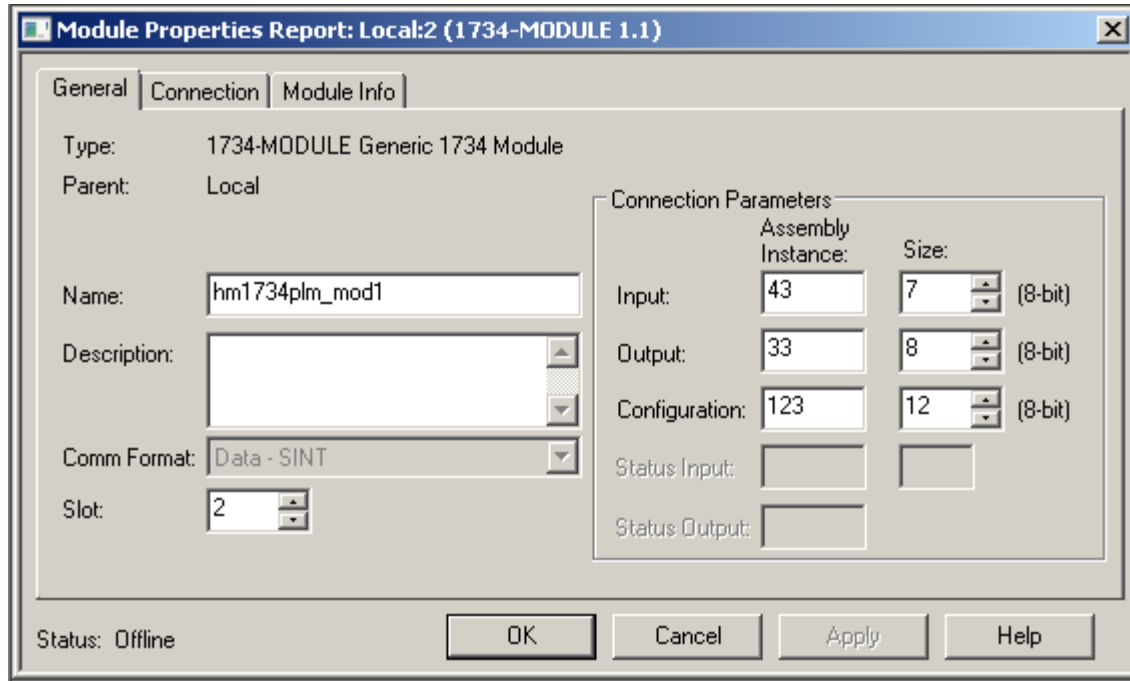 Module Properties Report: Local:2 (1734-MODULE 1.1)
General Connection Module Info
Type: 1734-MODULE Generic 1734 Module
Parent: Local
Connection Parameters
Assembly Instance: Size:
Name: hm1734plm_mod1
Input: 43 7 (8-bit)
Description:
Output: 33 8 (8-bit)
Configuration: 123 12 (8-bit)
Comm Format: Data - SINT
Status Input:
Slot: 2
Status Output:
Status: Offline
OK Cancel Apply Help